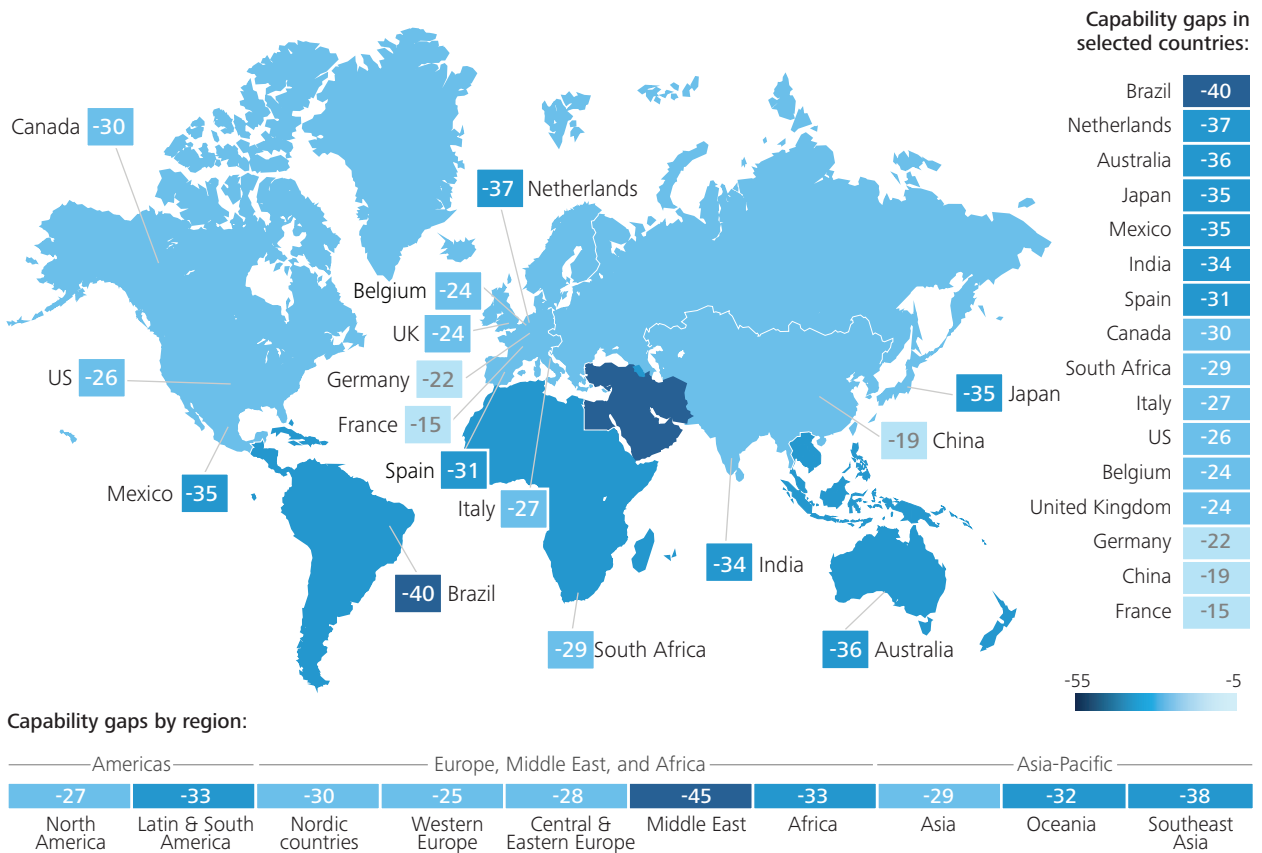 Capability gaps in
selected countries:
Brazil -40
Netherlands -37
Australia -36
Japan -35
Mexico -35
India -34
Spain -31
Canada -30
South Africa -29
Italy -27
US -26
Belgium -24
United Kingdom -24
Germany -22
China -19
France -15
-55 -5
Canada -30
-37 Netherlands
Belgium -24
UK -24
US -26
Germany -22
-35 Japan
France -15
-19 China
Spain -31
Mexico -35
Italy -27
-34 India
-40 Brazil
-29 South Africa
-36 Australia
Capability gaps by region:
Americas Europe, Middle East, and Africa Asia-Pacific
-27 -33 -30 -25 -28 -45 -33 -29 -32 -38
North Latin & South Nordic Western Central & Middle East Africa Asia Oceania Southeast
America America countries Europe Eastern Europe Asia